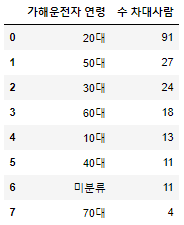 가해운전자 연령 수 차대사람
0 20대 91
1 50대 27
2 30대 24
3 60대 18
4 10대 13
5 40대 11
6 미분류 11
7 70대 4